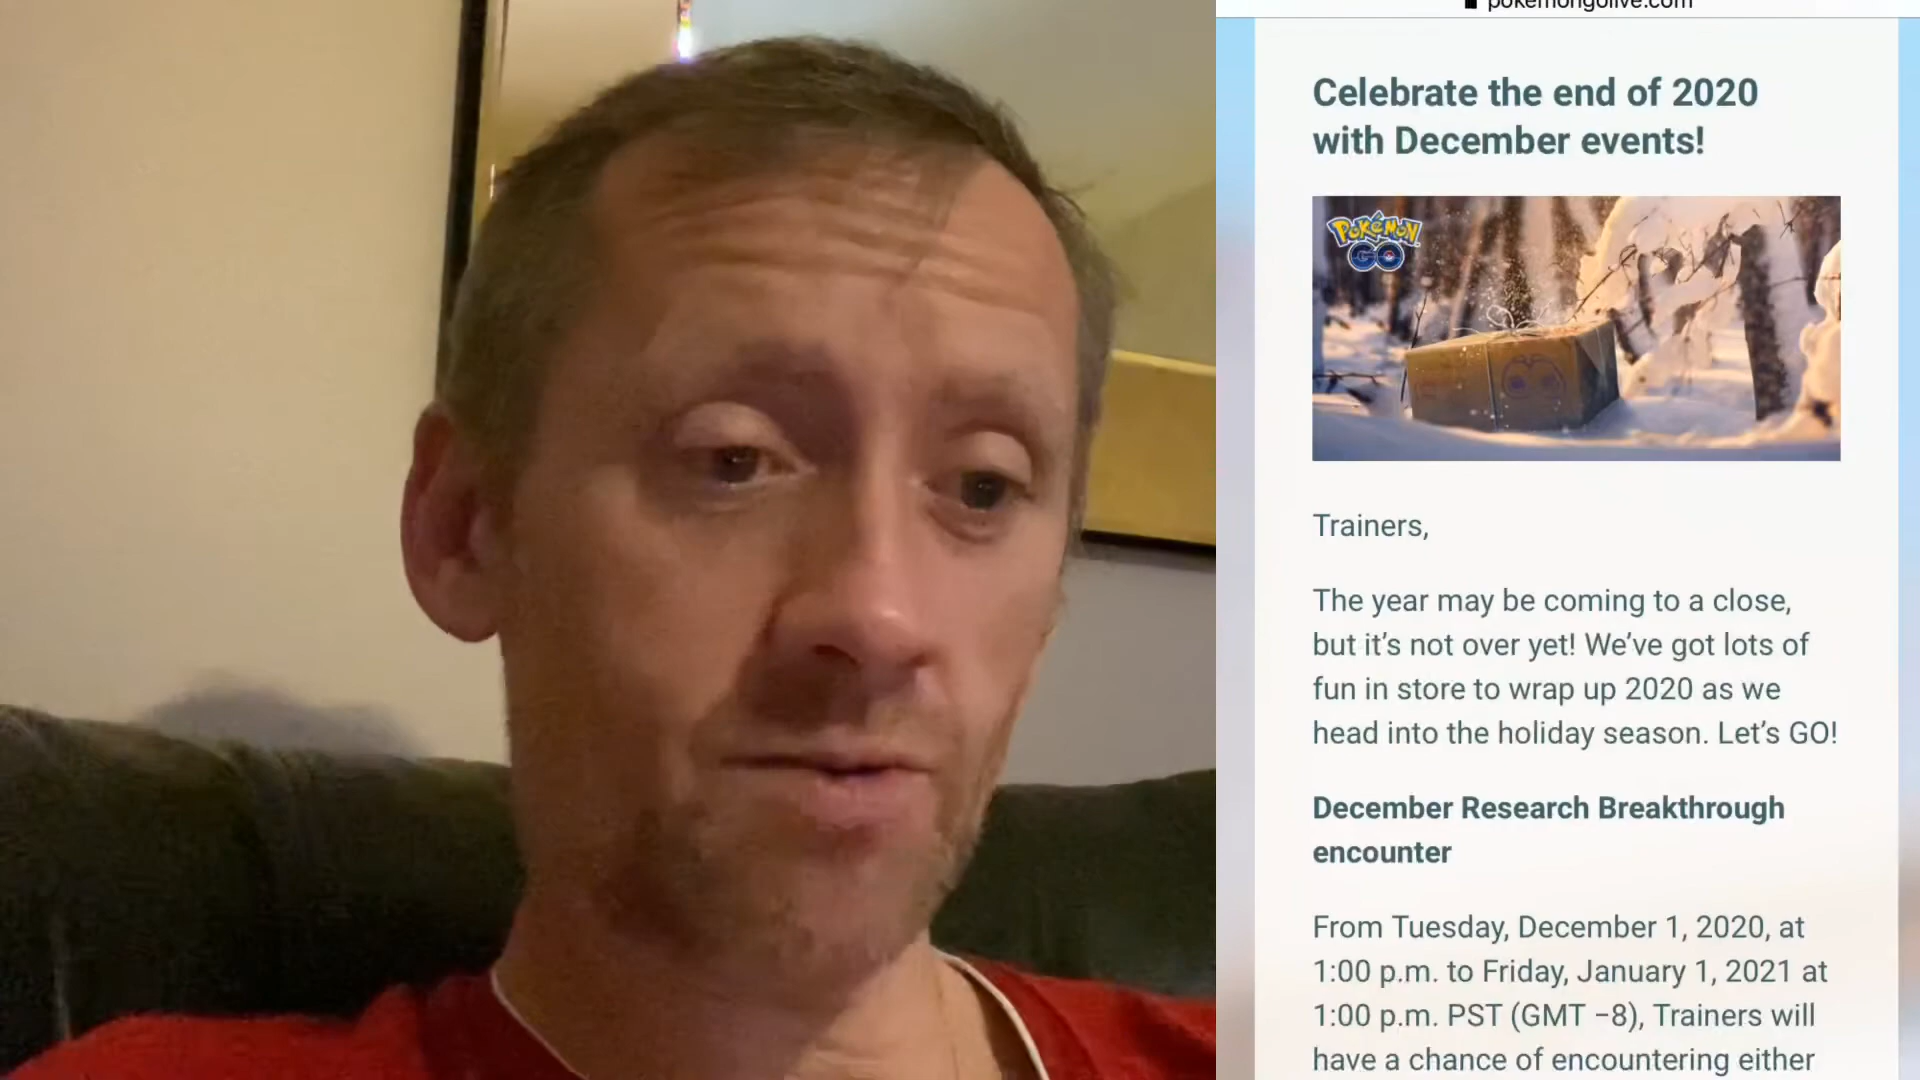 pokemongolive.com
Celebrate the end of 2020
with December events!
POKÉMON
GO
Trainers,
The year may be coming to a close,
but it's not over yet! We've got lots of
fun in store to wrap up 2020 as we
head into the holiday season. Let's GO!
December Research Breakthrough
encounter
From Tuesday, December 1, 2020, at
1:00 p.m. to Friday, January 1, 2021 at
1:00 p.m. PST (GMT −8), Trainers will
have a chance of encountering either